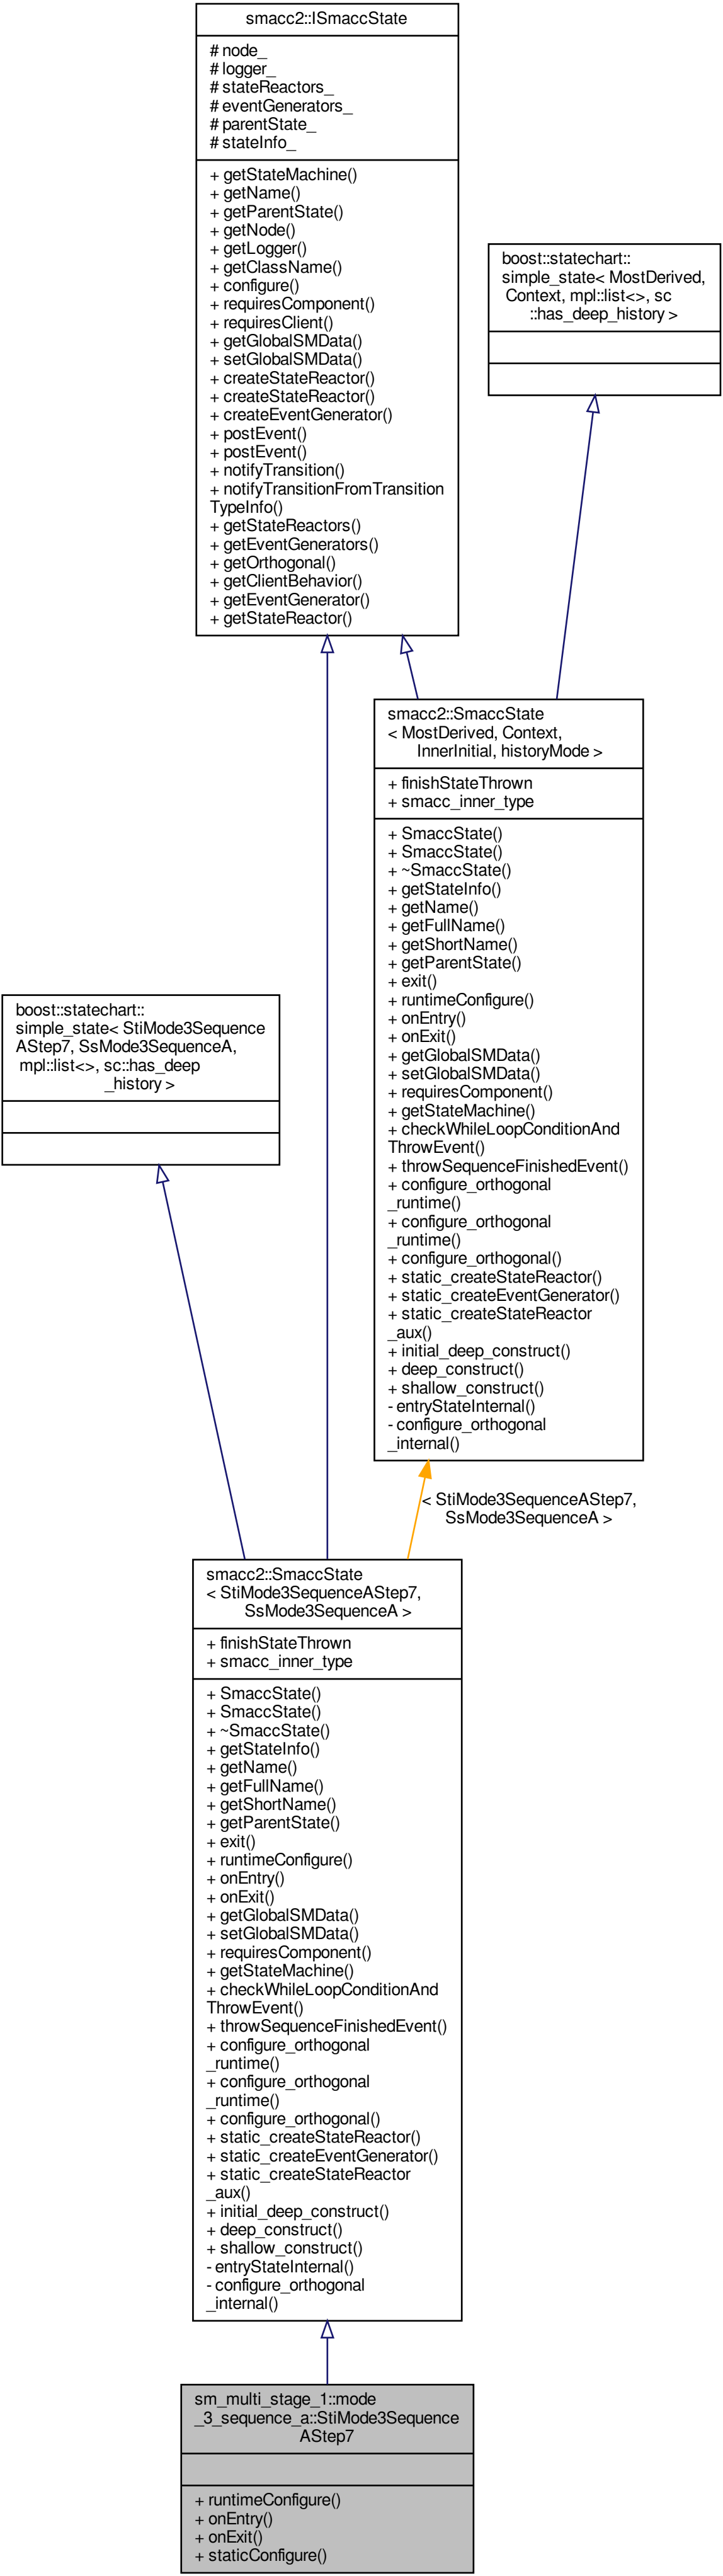 smacc2::ISmaccState
# node_
# logger_
# stateReactors_
# eventGenerators_
# parentState_
# stateInfo_
+ getStateMachine()
+ getName()
+ getParentState()
+ getNode()
+ getLogger()
+ getClassName()
+ configure()
+ requiresComponent()
+ requiresClient()
+ getGlobalSMData()
+ setGlobalSMData()
+ createStateReactor()
+ createStateReactor()
+ createEventGenerator()
+ postEvent()
+ postEvent()
+ notifyTransition()
+ notifyTransitionFromTransition
TypeInfo()
+ getStateReactors()
+ getEventGenerators()
+ getOrthogonal()
+ getClientBehavior()
+ getEventGenerator()
+ getStateReactor()
boost::statechart::
simple_state< MostDerived,
Context, mpl::list<>, sc
::has_deep_history >
smacc2::SmaccState
< MostDerived, Context,
InnerInitial, historyMode >
+ finishStateThrown
+ smacc_inner_type
+ SmaccState()
+ SmaccState()
+ ~SmaccState()
+ getStateInfo()
+ getName()
+ getFullName()
+ getShortName()
+ getParentState()
+ exit()
+ runtimeConfigure()
+ onEntry()
+ onExit()
+ getGlobalSMData()
+ setGlobalSMData()
+ requiresComponent()
+ getStateMachine()
+ checkWhileLoopConditionAnd
ThrowEvent()
+ throwSequenceFinishedEvent()
+ configure_orthogonal
_runtime()
+ configure_orthogonal
_runtime()
+ configure_orthogonal()
+ static_createStateReactor()
+ static_createEventGenerator()
+ static_createStateReactor
_aux()
+ initial_deep_construct()
+ deep_construct()
+ shallow_construct()
- entryStateInternal()
- configure_orthogonal
_internal()
boost::statechart::
simple_state< StiMode3Sequence
AStep7, SsMode3SequenceA,
mpl::list<>, sc::has_deep
_history >
< StiMode3SequenceAStep7,
SsMode3SequenceA >
smacc2::SmaccState
< StiMode3SequenceAStep7,
SsMode3SequenceA >
+ finishStateThrown
+ smacc_inner_type
+ SmaccState()
+ SmaccState()
+ ~SmaccState()
+ getStateInfo()
+ getName()
+ getFullName()
+ getShortName()
+ getParentState()
+ exit()
+ runtimeConfigure()
+ onEntry()
+ onExit()
+ getGlobalSMData()
+ setGlobalSMData()
+ requiresComponent()
+ getStateMachine()
+ checkWhileLoopConditionAnd
ThrowEvent()
+ throwSequenceFinishedEvent()
+ configure_orthogonal
_runtime()
+ configure_orthogonal
_runtime()
+ configure_orthogonal()
+ static_createStateReactor()
+ static_createEventGenerator()
+ static_createStateReactor
_aux()
+ initial_deep_construct()
+ deep_construct()
+ shallow_construct()
- entryStateInternal()
- configure_orthogonal
_internal()
sm_multi_stage_1::mode
_3_sequence_a::StiMode3Sequence
AStep7
+ runtimeConfigure()
+ onEntry()
+ onExit()
+ staticConfigure()